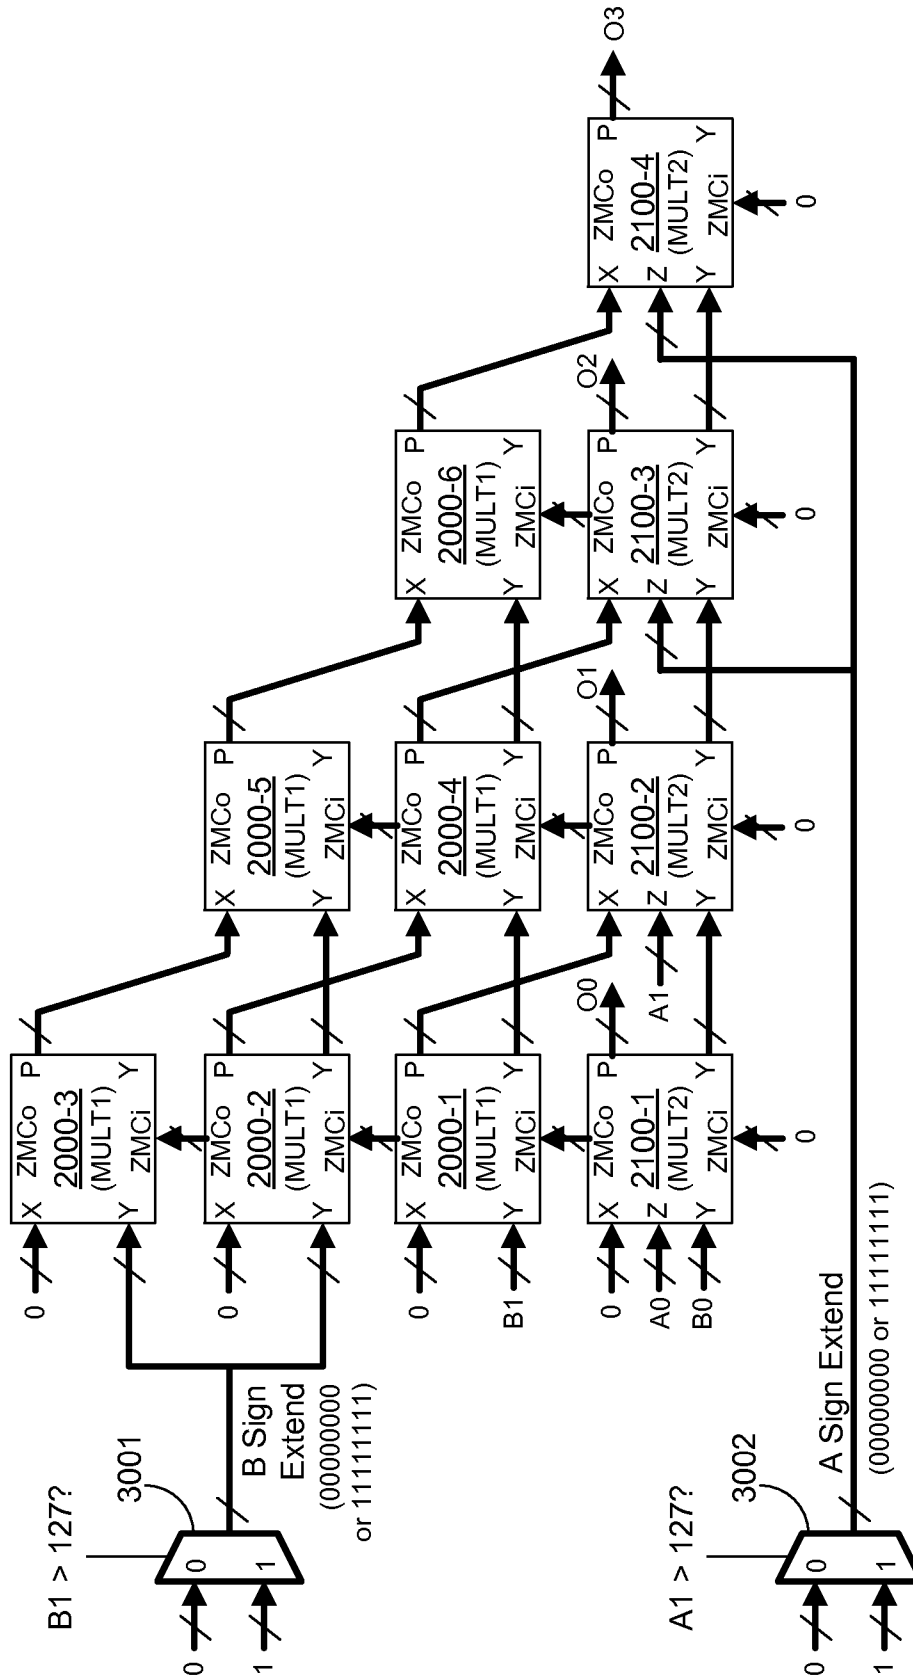 B1 > 127?
3001
0
1
0
1
B Sign
Extend
(00000000
or 11111111)
0
X ZMCo P
2000-3
(MULT1)
Y ZMCi Y
0
X ZMCo P
2000-2
(MULT1)
Y ZMCi Y
X ZMCo P
2000-5
(MULT1)
Y ZMCi Y
0
B1
X ZMCo P
2000-1
(MULT1)
Y ZMCi Y
X ZMCo P
2000-4
(MULT1)
Y ZMCi Y
X ZMCo P
2000-6
(MULT1)
Y ZMCi Y
0
A0
B0
X ZMCo P
Z 2100-1
(MULT2)
Y ZMCi Y
0
O0
A1
X ZMCo P
Z 2100-2
(MULT2)
Y ZMCi Y
0
O1
X ZMCo P
Z 2100-3
(MULT2)
Y ZMCi Y
0
O2
X ZMCo P
Z 2100-4
(MULT2)
Y ZMCi Y
0
O3
A1 > 127?
3002
0
1
0
1
A Sign Extend
(00000000 or 11111111)